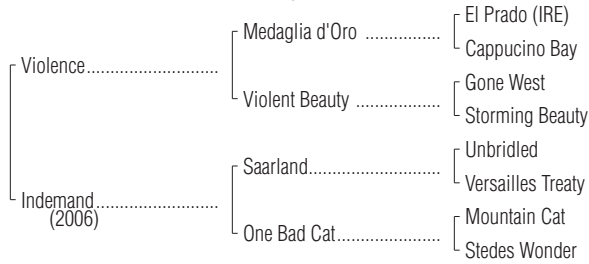 El Prado (IRE)
Medaglia d'Oro ..................
Cappucino Bay
Violence.............................
Gone West
Violent Beauty ....................
Storming Beauty
Unbridled
Saarland.............................
Versailles Treaty
Indemand...........................
(2006)
Mountain Cat
One Bad Cat.......................
Stedes Wonder